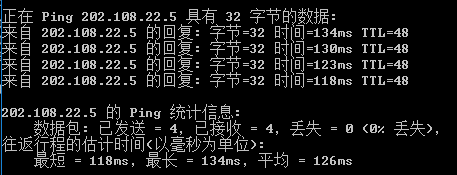 正在 Ping 202.108.22.5 具有 32 字节的数据:
来自 202.108.22.5 的回复: 字节=32 时间=134ms TTL=48
来自 202.108.22.5 的回复: 字节=32 时间=130ms TTL=48
来自 202.108.22.5 的回复: 字节=32 时间=123ms TTL=48
来自 202.108.22.5 的回复: 字节=32 时间=118ms TTL=48
202.108.22.5 的 Ping 统计信息:
数据包: 已发送 = 4, 已接收 = 4, 丢失 = 0 (0% 丢失),
往返行程的估计时间(以毫秒为单位):
最短 = 118ms, 最长 = 134ms, 平均 = 126ms